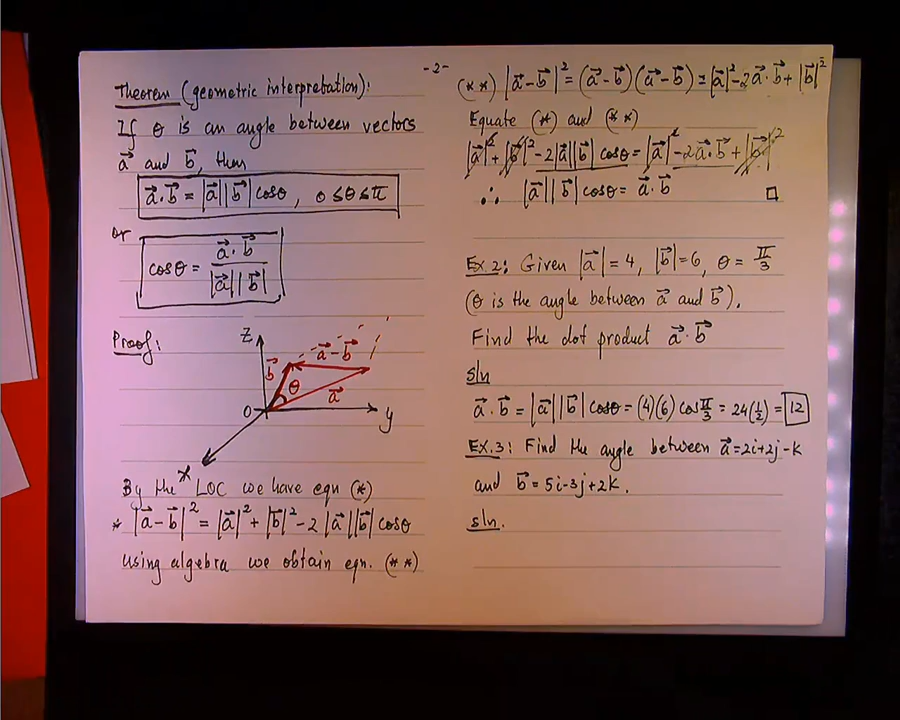 -2-
Theorem (geometric interpretation):
If θ is an angle between vectors
a⃗ and b⃗, then
a⃗·b⃗ = |a⃗||b⃗| cosθ, 0≤θ≤π
or
cosθ = a⃗·b⃗ / |a⃗||b⃗|
Proof:
z
b⃗
a⃗-b⃗
θ
a⃗
0
y
x
By the LOC we have eqn (*)
* |a⃗-b⃗|² = |a⃗|²+|b⃗|²-2|a⃗||b⃗| cosθ
using algebra we obtain eqn. (**)
(**) |a⃗-b⃗|² = (a⃗-b⃗)(a⃗-b⃗) = |a⃗|²-2a⃗·b⃗+|b⃗|²
Equate (*) and (**)
|a⃗|²+|b⃗|²-2|a⃗||b⃗| cosθ = |a⃗|²-2a⃗·b⃗+|b⃗|²
∴ |a⃗||b⃗| cosθ = a⃗·b⃗ □
Ex.2: Given |a⃗|=4, |b⃗|=6, θ=π/3
(θ is the angle between a⃗ and b⃗).
Find the dot product a⃗·b⃗
sln
a⃗·b⃗ = |a⃗||b⃗| cosθ = (4)(6) cos π/3 = 24(1/2) = 12
EX.3: Find the angle between a⃗=2i+2j-k
and b⃗=5i-3j+2k.
sln.